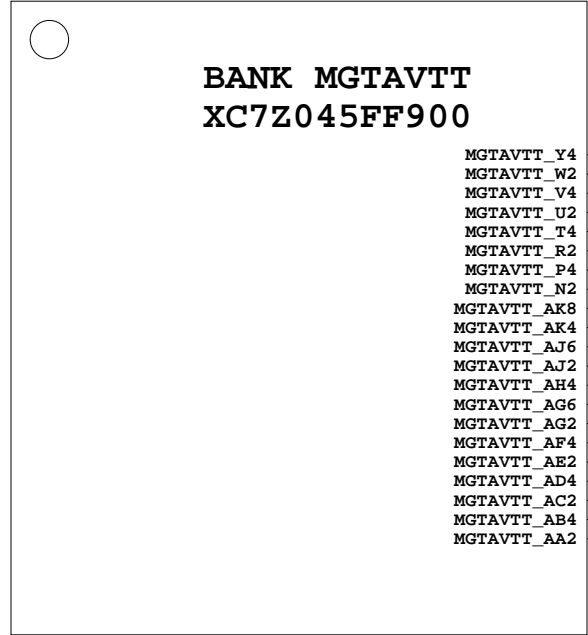 BANK MGTAVTT
XC7Z045FF900
MGTAVTT_Y4
MGTAVTT_W2
MGTAVTT_V4
MGTAVTT_U2
MGTAVTT_T4
MGTAVTT_R2
MGTAVTT_P4
MGTAVTT_N2
MGTAVTT_AK8
MGTAVTT_AK4
MGTAVTT_AJ6
MGTAVTT_AJ2
MGTAVTT_AH4
MGTAVTT_AG6
MGTAVTT_AG2
MGTAVTT_AF4
MGTAVTT_AE2
MGTAVTT_AD4
MGTAVTT_AC2
MGTAVTT_AB4
MGTAVTT_AA2